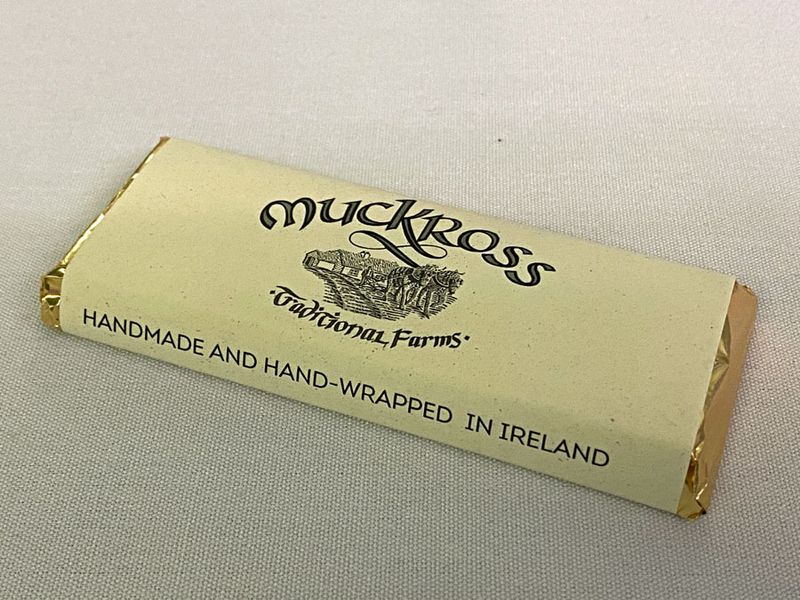 MUCKROSS
·Traditional Farms·
HANDMADE AND HAND-WRAPPED IN IRELAND